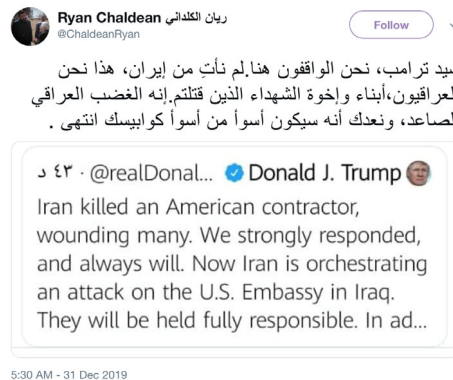 Ryan Chaldean ريان الكلداني
@ChaldeanRyan
Follow
يد ترامب، نحن الواقفون هنا.لم نأتِ من إيران، هذا نحن
لعراقيون،أبناء وإخوة الشهداء الذين قتلتم.إنه الغضب العراقي
لصاعد، ونعدك أنه سيكون أسوأ من أسوأ كوابيسك انتهى .
د ٤٣ · @realDonal... Donald J. Trump
Iran killed an American contractor,
wounding many. We strongly responded,
and always will. Now Iran is orchestrating
an attack on the U.S. Embassy in Iraq.
They will be held fully responsible. In ad...
5:30 AM - 31 Dec 2019